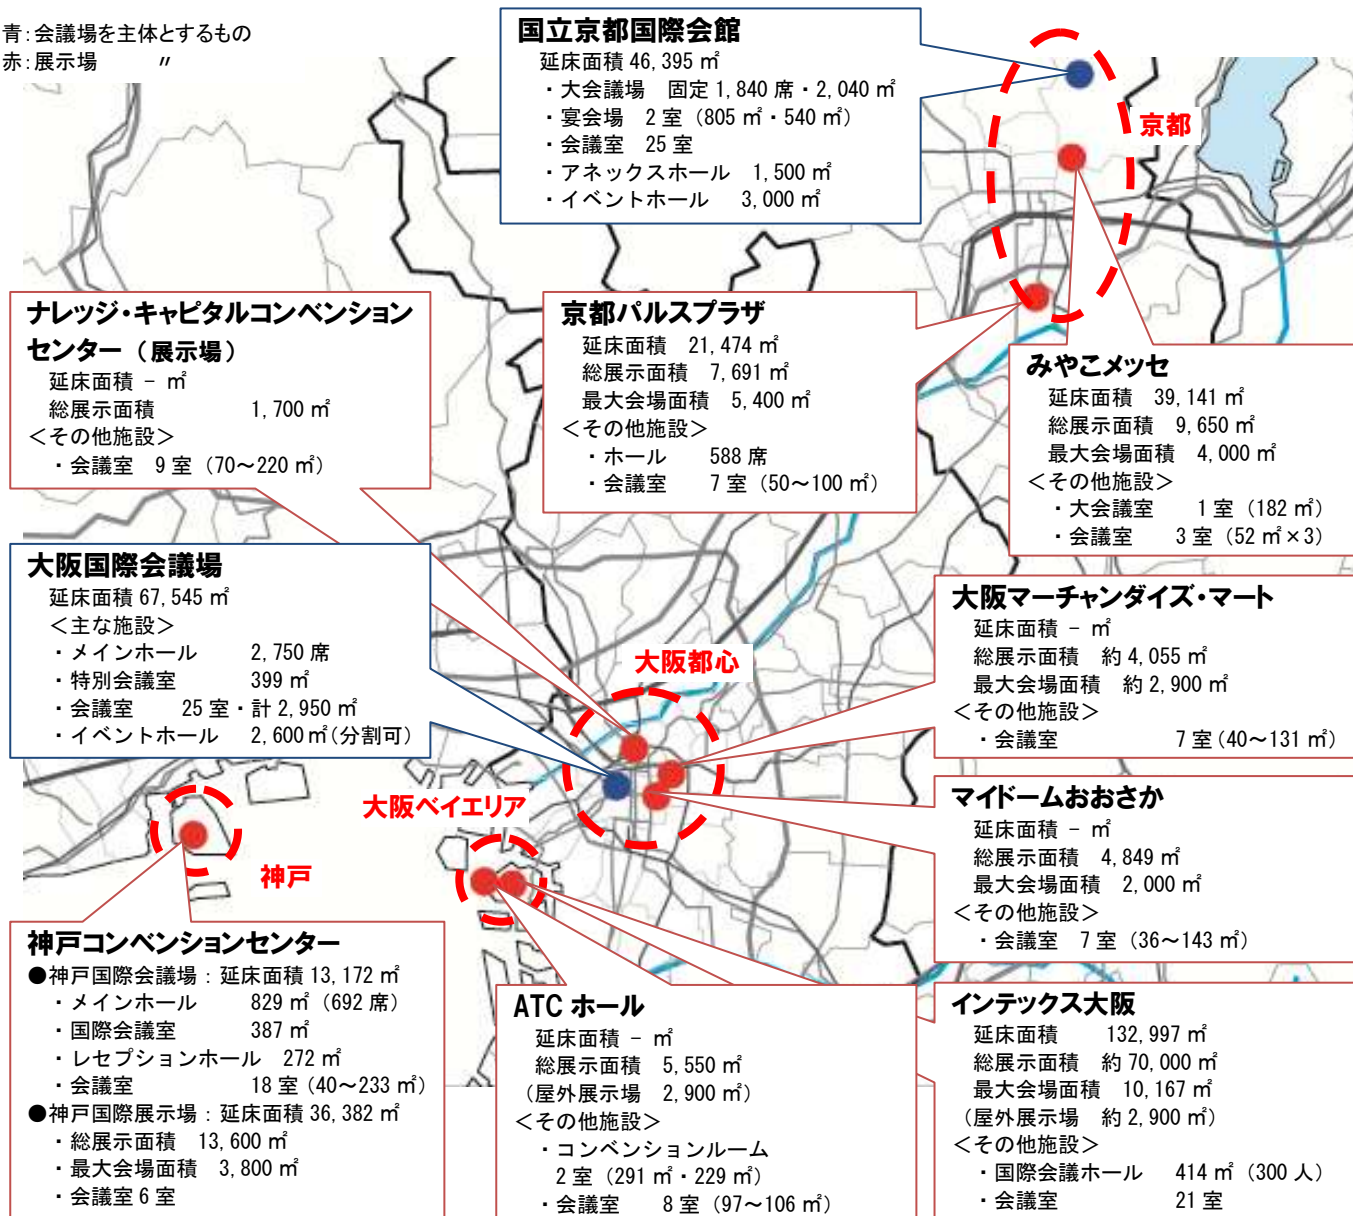 青：会議場を主体とするもの
赤：展示場　　　〃
国立京都国際会館
延床面積 46,395 ㎡
・大会議場　固定 1,840 席・2,040 ㎡
・宴会場　2 室（805 ㎡・540 ㎡）
・会議室　25 室
・アネックスホール　1,500 ㎡
・イベントホール　3,000 ㎡
京都
ナレッジ・キャピタルコンベンション
センター（展示場）
延床面積 － ㎡
総展示面積　1,700 ㎡
＜その他施設＞
・会議室　9 室（70～220 ㎡）
京都パルスプラザ
延床面積　21,474 ㎡
総展示面積　7,691 ㎡
最大会場面積　5,400 ㎡
＜その他施設＞
・ホール　588 席
・会議室　7 室（50～100 ㎡）
みやこメッセ
延床面積　39,141 ㎡
総展示面積　9,650 ㎡
最大会場面積　4,000 ㎡
＜その他施設＞
・大会議室　1 室（182 ㎡）
・会議室　3 室（52 ㎡×3）
大阪国際会議場
延床面積 67,545 ㎡
＜主な施設＞
・メインホール　2,750 席
・特別会議室　399 ㎡
・会議室　25 室・計 2,950 ㎡
・イベントホール　2,600 ㎡（分割可）
大阪都心
大阪マーチャンダイズ・マート
延床面積 － ㎡
総展示面積　約 4,055 ㎡
最大会場面積　約 2,900 ㎡
＜その他施設＞
・会議室　7 室（40～131 ㎡）
大阪ベイエリア
神戸
マイドームおおさか
延床面積 － ㎡
総展示面積　4,849 ㎡
最大会場面積　2,000 ㎡
＜その他施設＞
・会議室　7 室（36～143 ㎡）
神戸コンベンションセンター
●神戸国際会議場：延床面積 13,172 ㎡
・メインホール　829 ㎡（692 席）
・国際会議室　387 ㎡
・レセプションホール　272 ㎡
・会議室　18 室（40～233 ㎡）
●神戸国際展示場：延床面積 36,382 ㎡
・総展示面積　13,600 ㎡
・最大会場面積　3,800 ㎡
・会議室 6 室
ATC ホール
延床面積 － ㎡
総展示面積　5,550 ㎡
（屋外展示場　2,900 ㎡）
＜その他施設＞
・コンベンションルーム
2 室（291 ㎡・229 ㎡）
・会議室　8 室（97～106 ㎡）
インテックス大阪
延床面積　132,997 ㎡
総展示面積　約 70,000 ㎡
最大会場面積　10,167 ㎡
（屋外展示場　約 2,900 ㎡）
＜その他施設＞
・国際会議ホール　414 ㎡（300 人）
・会議室　21 室